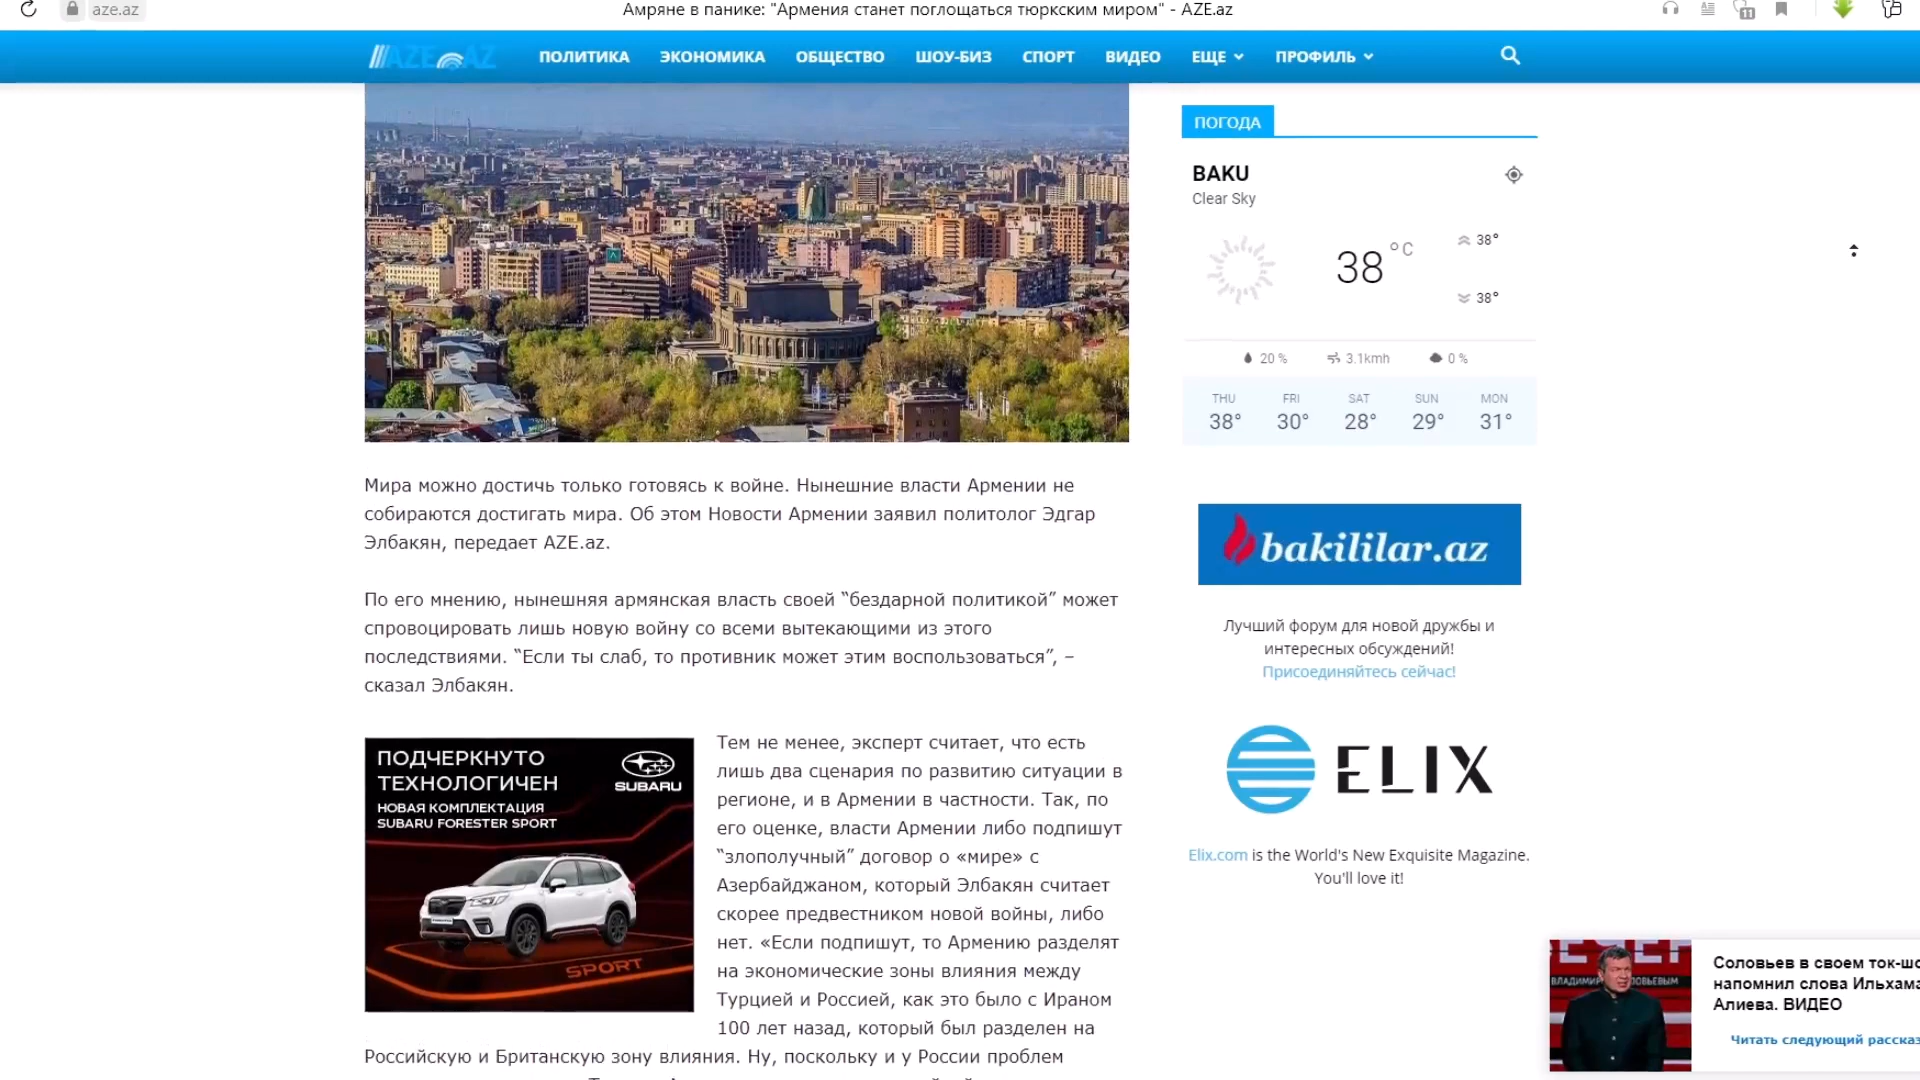 aze.az
Амряне в панике: "Армения станет поглощаться тюркским миром" - AZE.az
11
AZE.AZ
ПОЛИТИКА
ЭКОНОМИКА
ОБЩЕСТВО
ШОУ-БИЗ
СПОРТ
ВИДЕО
ЕЩЕ
ПРОФИЛЬ
Мира можно достичь только готовясь к войне. Нынешние власти Армении не
собираются достигать мира. Об этом Новости Армении заявил политолог Эдгар
Элбакян, передает AZE.az.
По его мнению, нынешняя армянская власть своей “бездарной политикой” может
спровоцировать лишь новую войну со всеми вытекающими из этого
последствиями. “Если ты слаб, то противник может этим воспользоваться”, –
сказал Элбакян.
ПОДЧЕРКНУТО
ТЕХНОЛОГИЧЕН
НОВАЯ КОМПЛЕКТАЦИЯ
SUBARU FORESTER SPORT
SUBARU
SPORT
Тем не менее, эксперт считает, что есть
лишь два сценария по развитию ситуации в
регионе, и в Армении в частности. Так, по
его оценке, власти Армении либо подпишут
“злополучный” договор о «мире» с
Азербайджаном, который Элбакян считает
скорее предвестником новой войны, либо
нет. «Если подпишут, то Армению разделят
на экономические зоны влияния между
Турцией и Россией, как это было с Ираном
100 лет назад, который был разделен на
Российскую и Британскую зону влияния. Ну, поскольку и у России проблем
ПОГОДА
BAKU
Clear Sky
38 °C
38°
38°
20 %
3.1kmh
0 %
THU FRI SAT SUN MON
38° 30° 28° 29° 31°
bakililar.az
Лучший форум для новой дружбы и
интересных обсуждений!
Присоединяйтесь сейчас!
ELIX
Elix.com is the World's New Exquisite Magazine.
You'll love it!
Соловьев в своем ток-шо
напомнил слова Ильхама
Алиева. ВИДЕО
Читать следующий рассказ